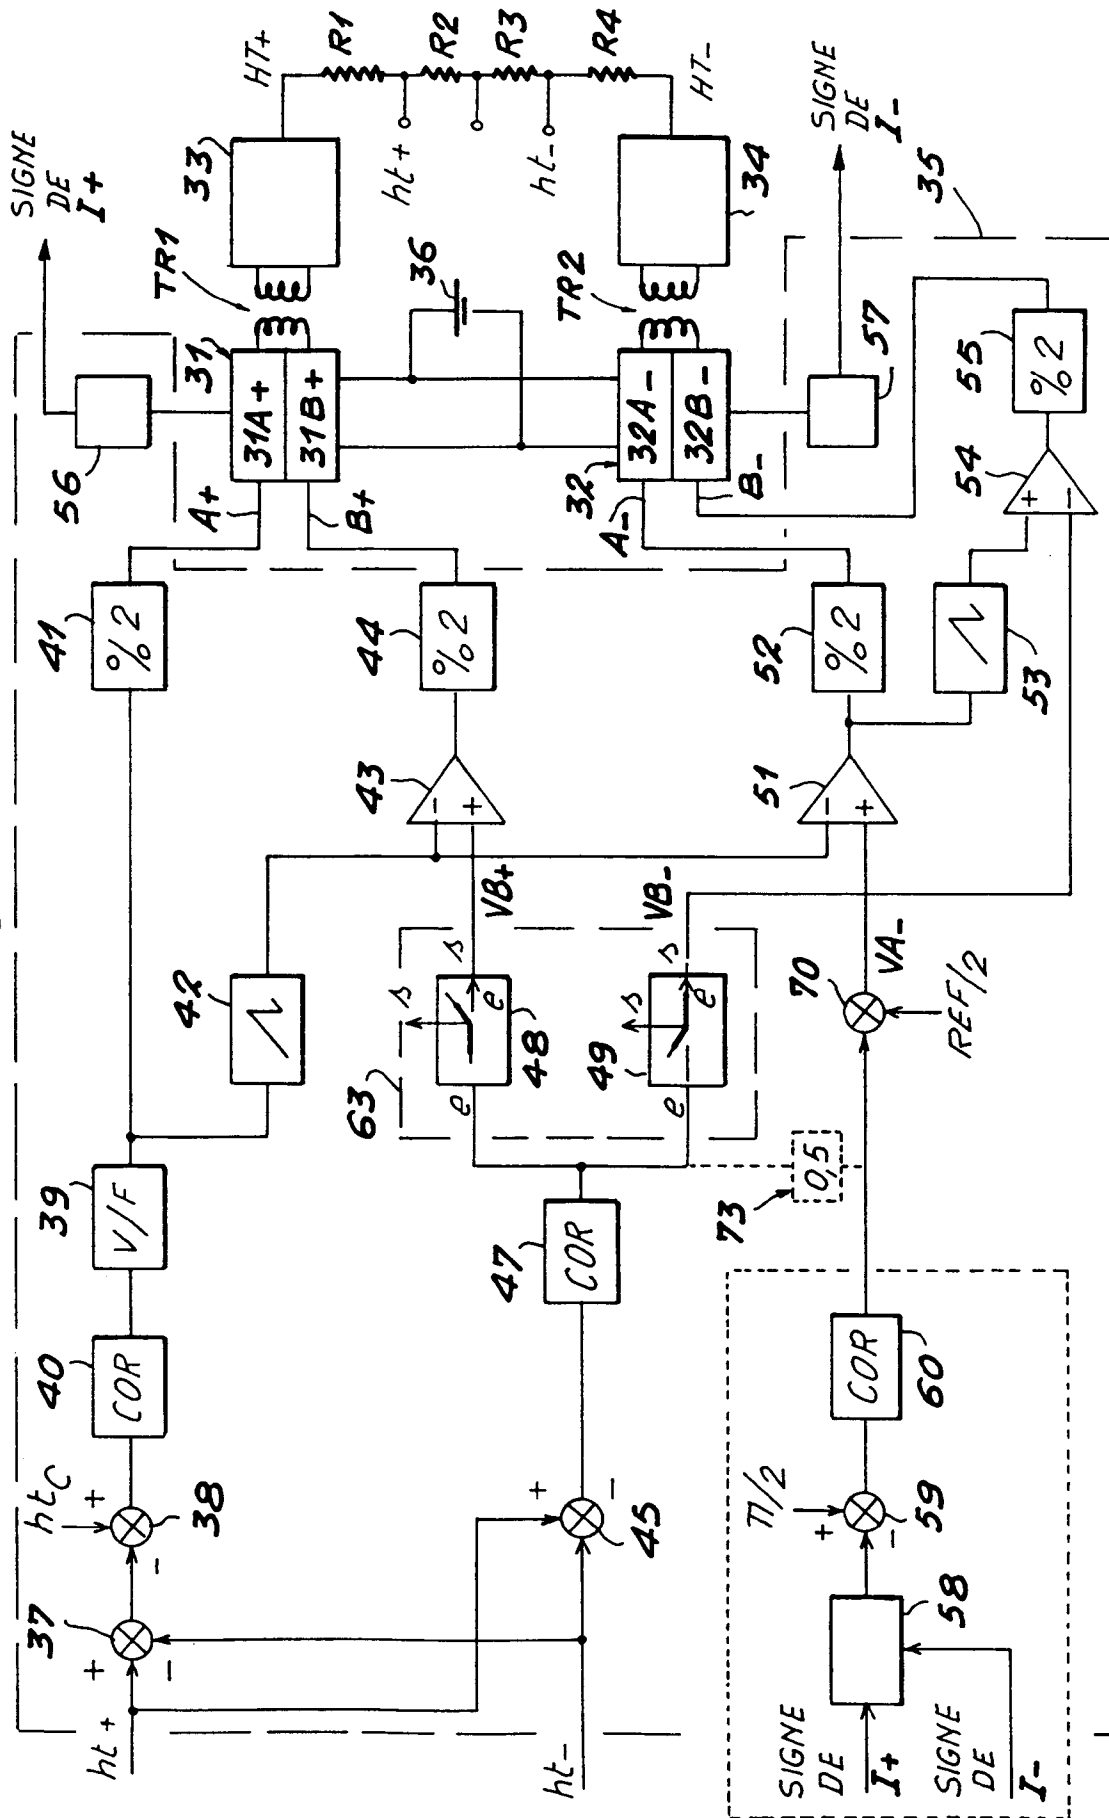 ht+
+
-
37
ht_C
+
-
38
40
COR
39
V/F
42
41
% 2
56
SIGNE
DE
I+
A+
B+
31
31A+
31B+
TR1
33
HT+
R1
R2
R3
R4
ht+
ht-
HT-
36
43
-
+
44
% 2
VB+
63
s
s
e
e
48
49
s
s
e
e
VB-
ht-
+
-
45
47
COR
73
0,5
70
REF/2
VA-
51
-
+
52
% 2
53
A-
B-
32
32A-
32B-
TR2
34
57
SIGNE
DE
I-
35
54
+
-
55
% 2
SIGNE
DE
I+
SIGNE
DE
I-
58
π/2
+
-
59
COR
60